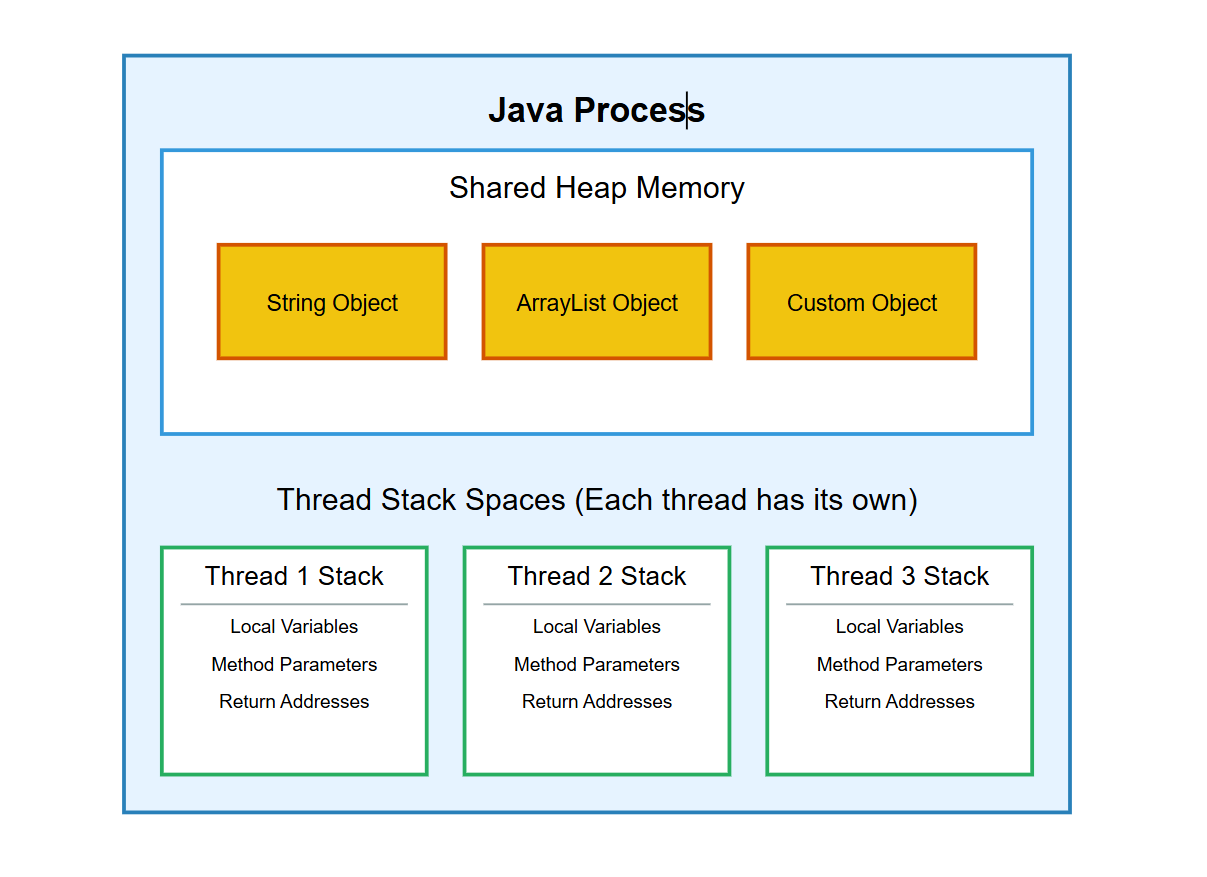 Java Process
Shared Heap Memory
String Object
ArrayList Object
Custom Object
Thread Stack Spaces (Each thread has its own)
Thread 1 Stack
Local Variables
Method Parameters
Return Addresses
Thread 2 Stack
Local Variables
Method Parameters
Return Addresses
Thread 3 Stack
Local Variables
Method Parameters
Return Addresses